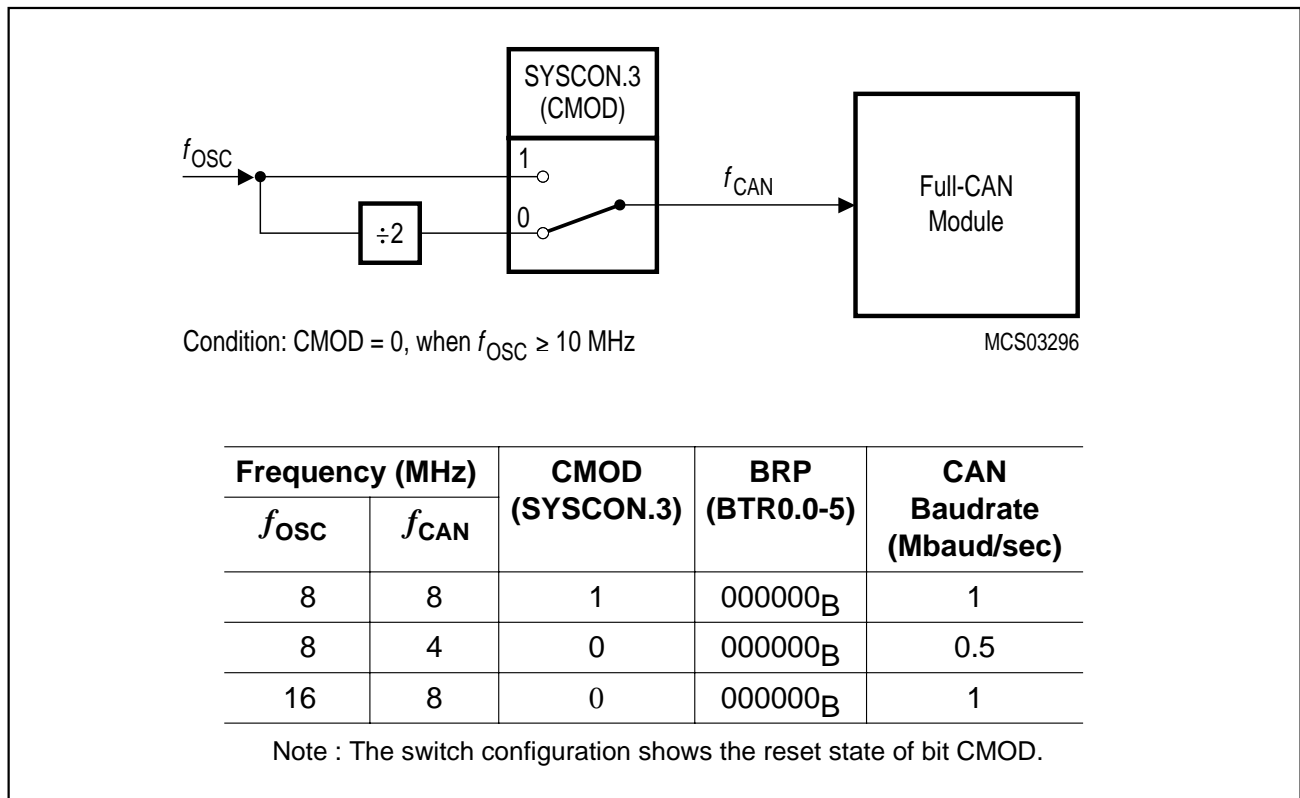 SYSCON.3
(CMOD)
fOSC
1
fCAN
Full-CAN
Module
0
÷2
Condition: CMOD = 0, when fOSC ≥ 10 MHz
MCS03296
Frequency (MHz) CMOD BRP CAN
fOSC fCAN (SYSCON.3) (BTR0.0-5) Baudrate
(Mbaud/sec)
8 8 1 000000B 1
8 4 0 000000B 0.5
16 8 0 000000B 1
Note : The switch configuration shows the reset state of bit CMOD.